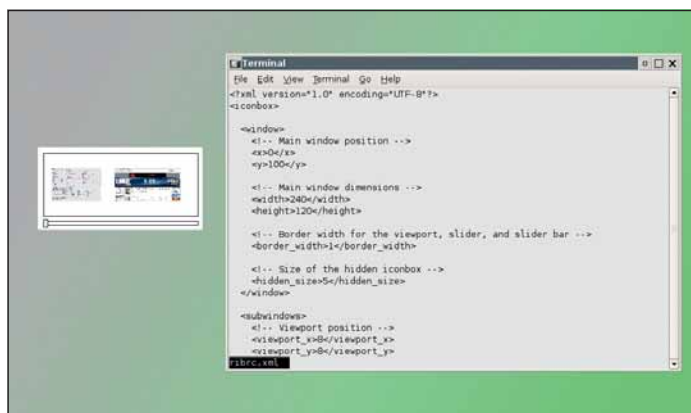 Terminal
File Edit View Terminal Go Help
<?xml version="1.0" encoding="UTF-8"?>
<iconbox>
<window>
<!-- Main window position -->
<x>0</x>
<y>100</y>
<!-- Main window dimensions -->
<width>240</width>
<height>120</height>
<!-- Border width for the viewport, slider, and slider bar -->
<border_width>1</border_width>
<!-- Size of the hidden iconbox -->
<hidden_size>5</hidden_size>
</window>
<subwindows>
<!-- Viewport position -->
<viewport_x>8</viewport_x>
<viewport_y>8</viewport_y>
ribrc.xml